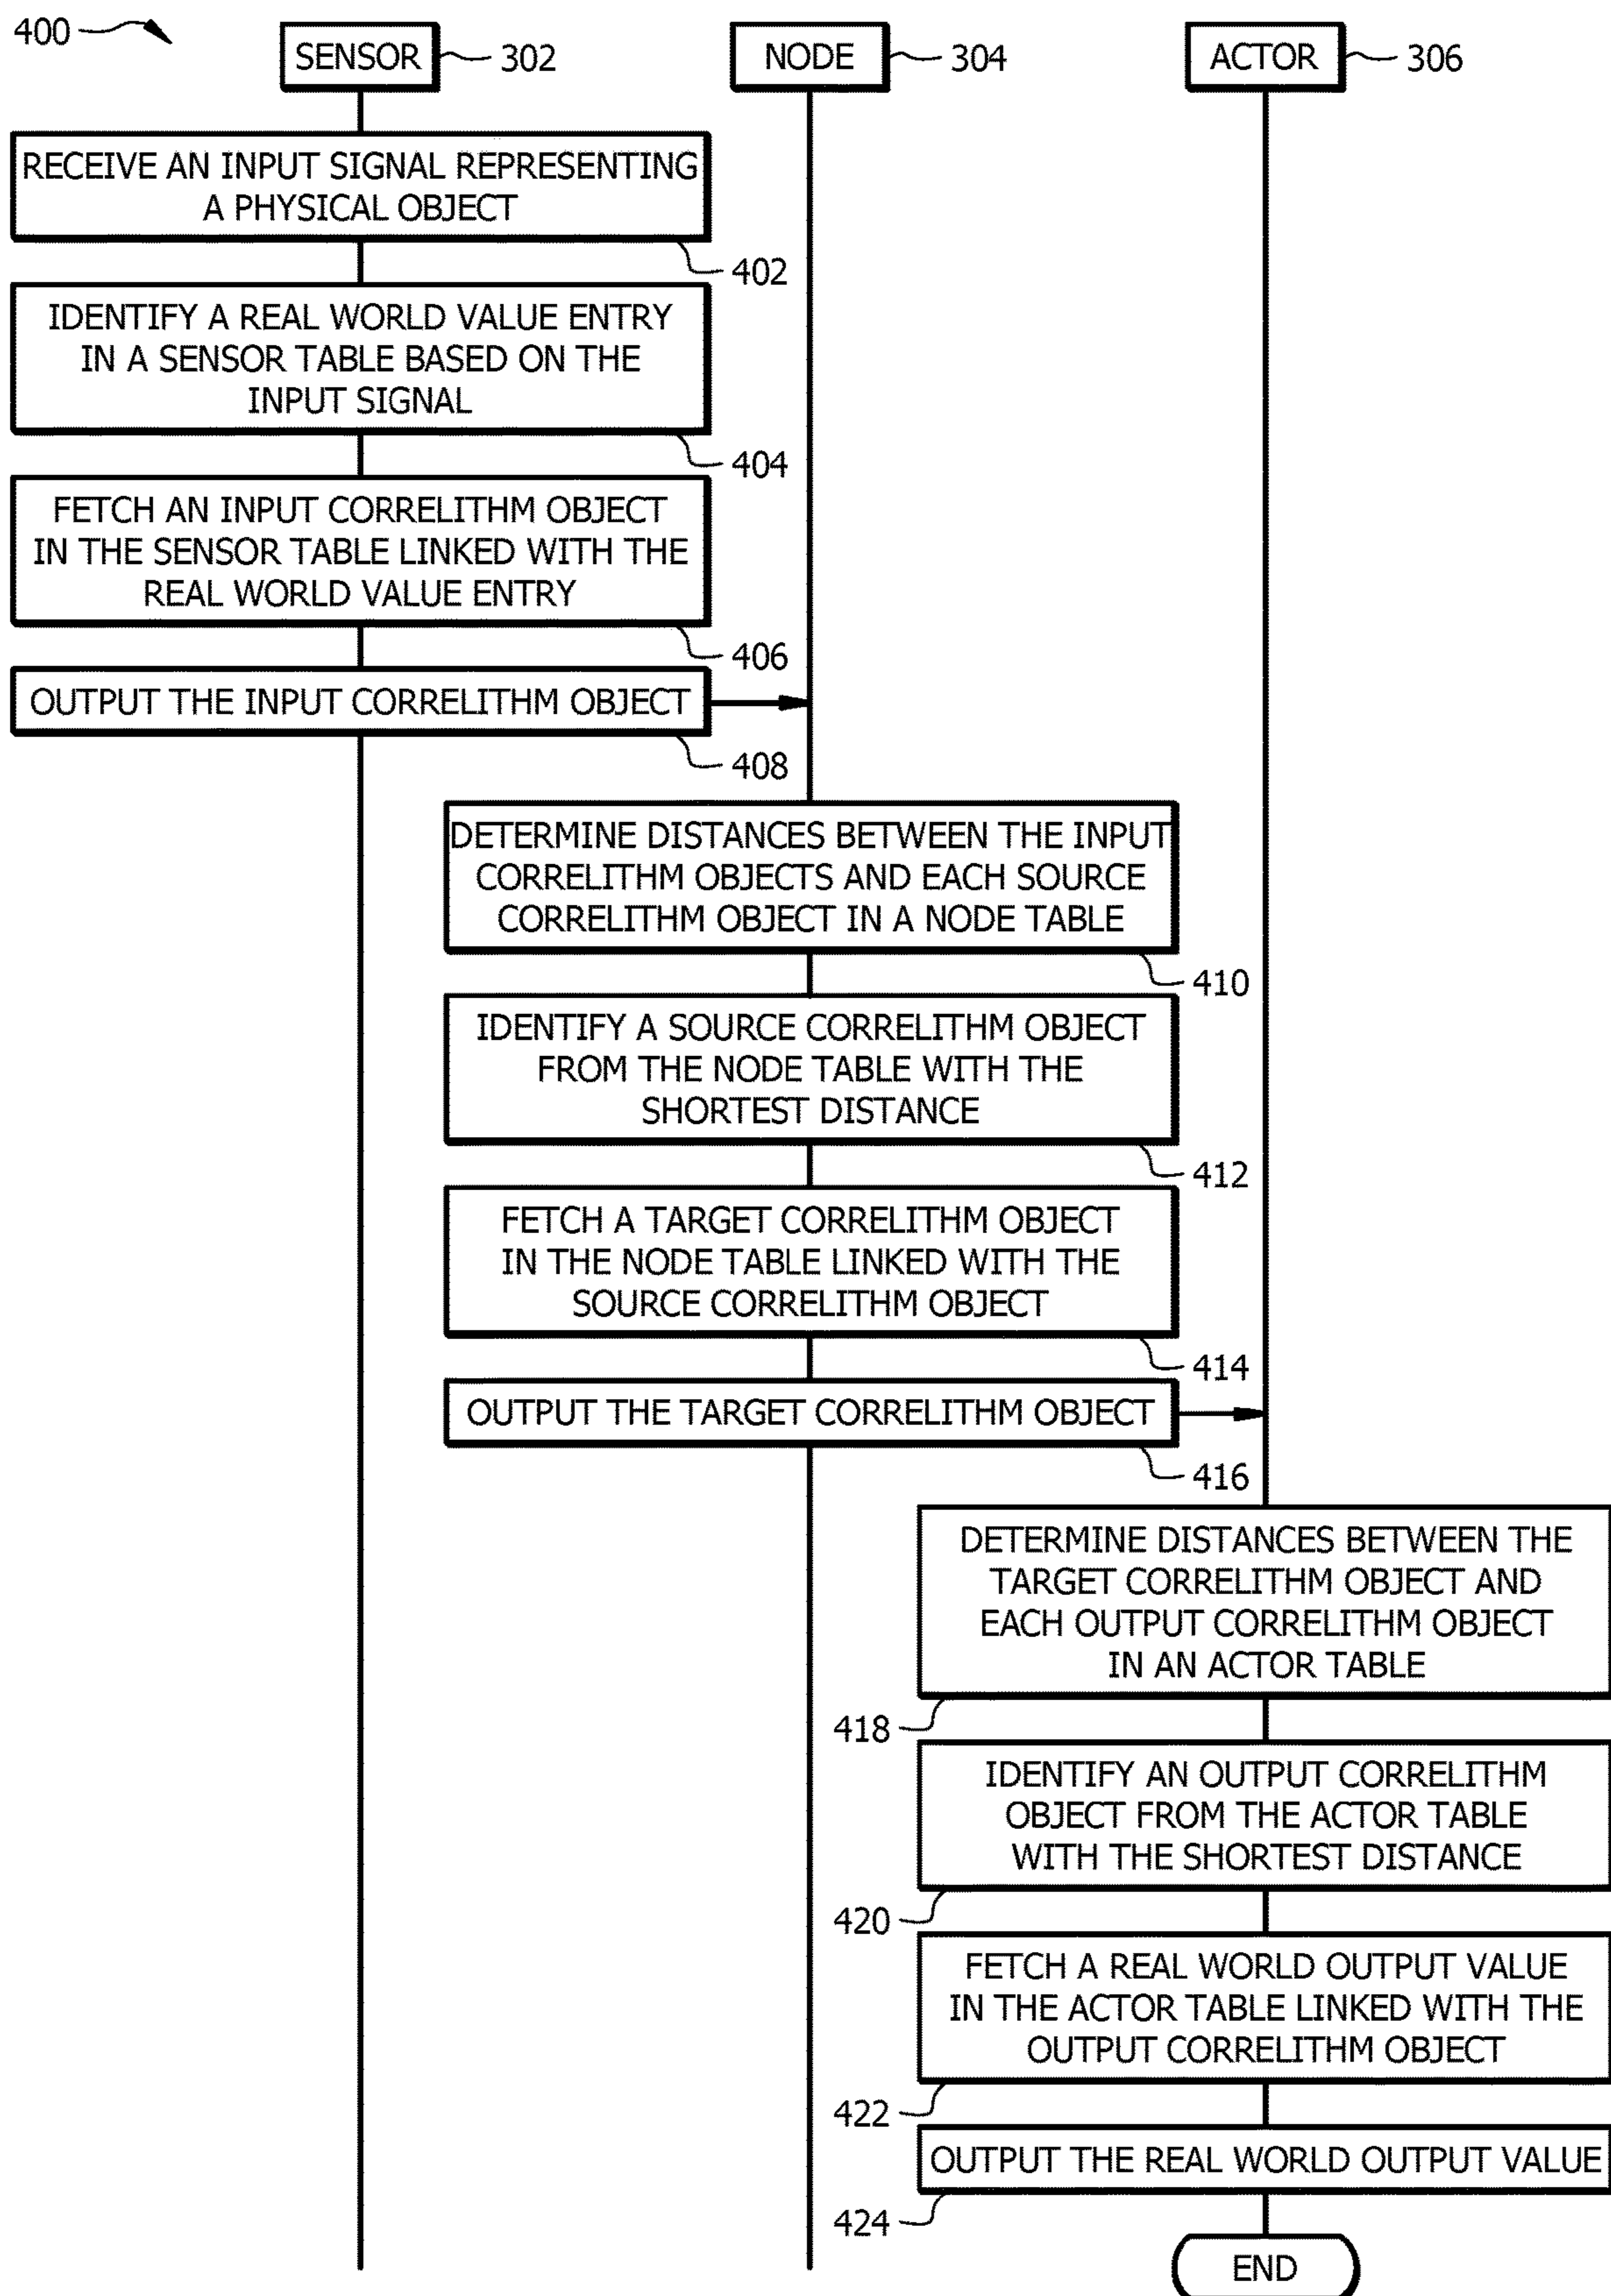 400
SENSOR
302
NODE
304
ACTOR
306
RECEIVE AN INPUT SIGNAL REPRESENTING
A PHYSICAL OBJECT
402
IDENTIFY A REAL WORLD VALUE ENTRY
IN A SENSOR TABLE BASED ON THE
INPUT SIGNAL
404
FETCH AN INPUT CORRELITHM OBJECT
IN THE SENSOR TABLE LINKED WITH THE
REAL WORLD VALUE ENTRY
406
OUTPUT THE INPUT CORRELITHM OBJECT
408
DETERMINE DISTANCES BETWEEN THE INPUT
CORRELITHM OBJECTS AND EACH SOURCE
CORRELITHM OBJECT IN A NODE TABLE
410
IDENTIFY A SOURCE CORRELITHM OBJECT
FROM THE NODE TABLE WITH THE
SHORTEST DISTANCE
412
FETCH A TARGET CORRELITHM OBJECT
IN THE NODE TABLE LINKED WITH THE
SOURCE CORRELITHM OBJECT
414
OUTPUT THE TARGET CORRELITHM OBJECT
416
DETERMINE DISTANCES BETWEEN THE
TARGET CORRELITHM OBJECT AND
EACH OUTPUT CORRELITHM OBJECT
IN AN ACTOR TABLE
418
IDENTIFY AN OUTPUT CORRELITHM
OBJECT FROM THE ACTOR TABLE
WITH THE SHORTEST DISTANCE
420
FETCH A REAL WORLD OUTPUT VALUE
IN THE ACTOR TABLE LINKED WITH THE
OUTPUT CORRELITHM OBJECT
422
OUTPUT THE REAL WORLD OUTPUT VALUE
424
END